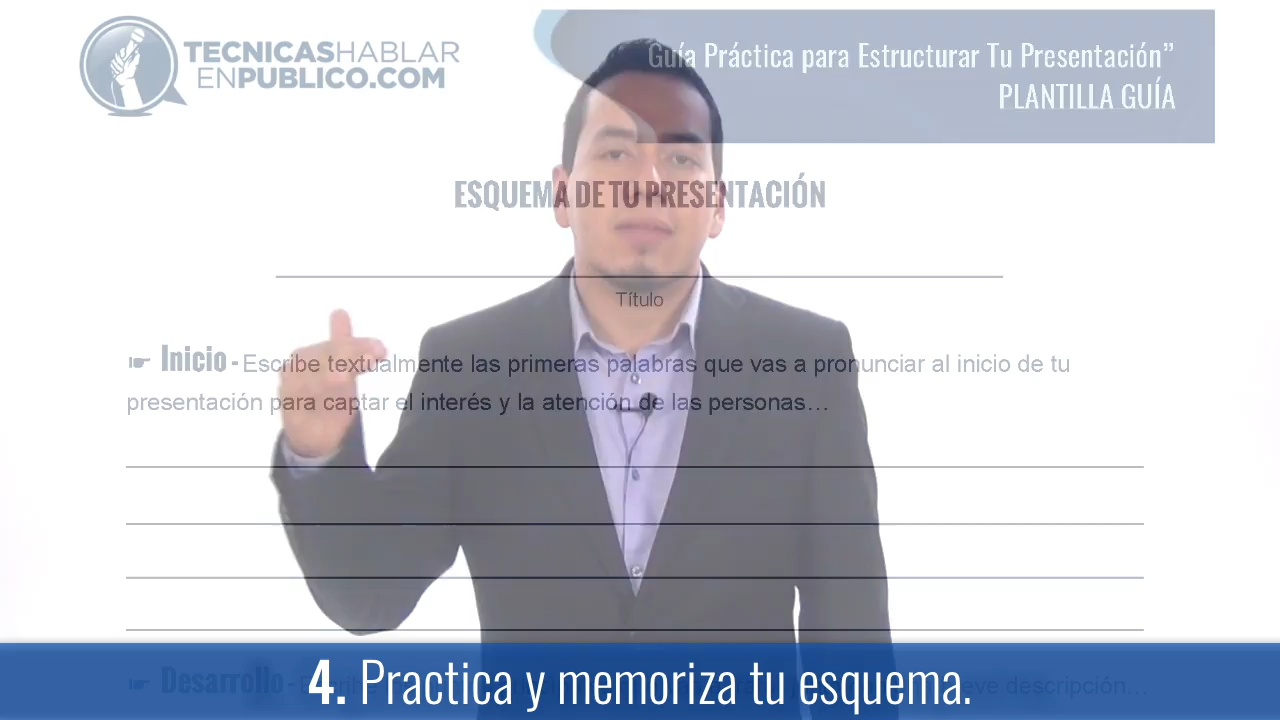 TECNICASHABLAR
ENPUBLICO.COM
Guía Práctica para Estructurar Tu Presentación”
PLANTILLA GUÍA
ESQUEMA DE TU PRESENTACIÓN
Título
☛ Inicio - Escribe textualmente las primeras palabras que vas a pronunciar al inicio de tu
presentación para captar el interés y la atención de las personas…
☛ Desarrollo - Escribe descripción…
4. Practica y memoriza tu esquema.